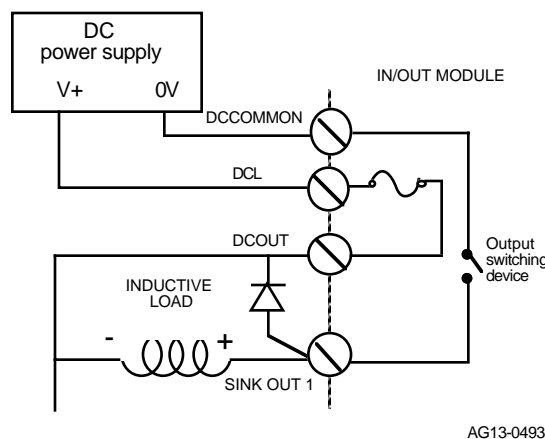 DC
power supply
V+ 0V
IN/OUT MODULE
DCCOMMON
DCL
DCOUT
Output
switching
device
INDUCTIVE
LOAD
- +
SINK OUT 1
AG13-0493